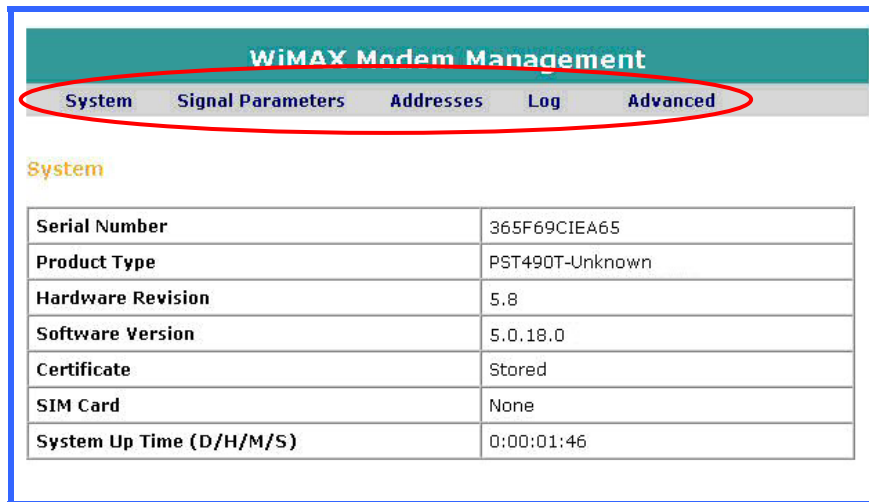 WiMAX Modem Management
System Signal Parameters Addresses Log Advanced
System
Serial Number 365F69CIEA65
Product Type PST490T-Unknown
Hardware Revision 5.8
Software Version 5.0.18.0
Certificate Stored
SIM Card None
System Up Time (D/H/M/S) 0:00:01:46